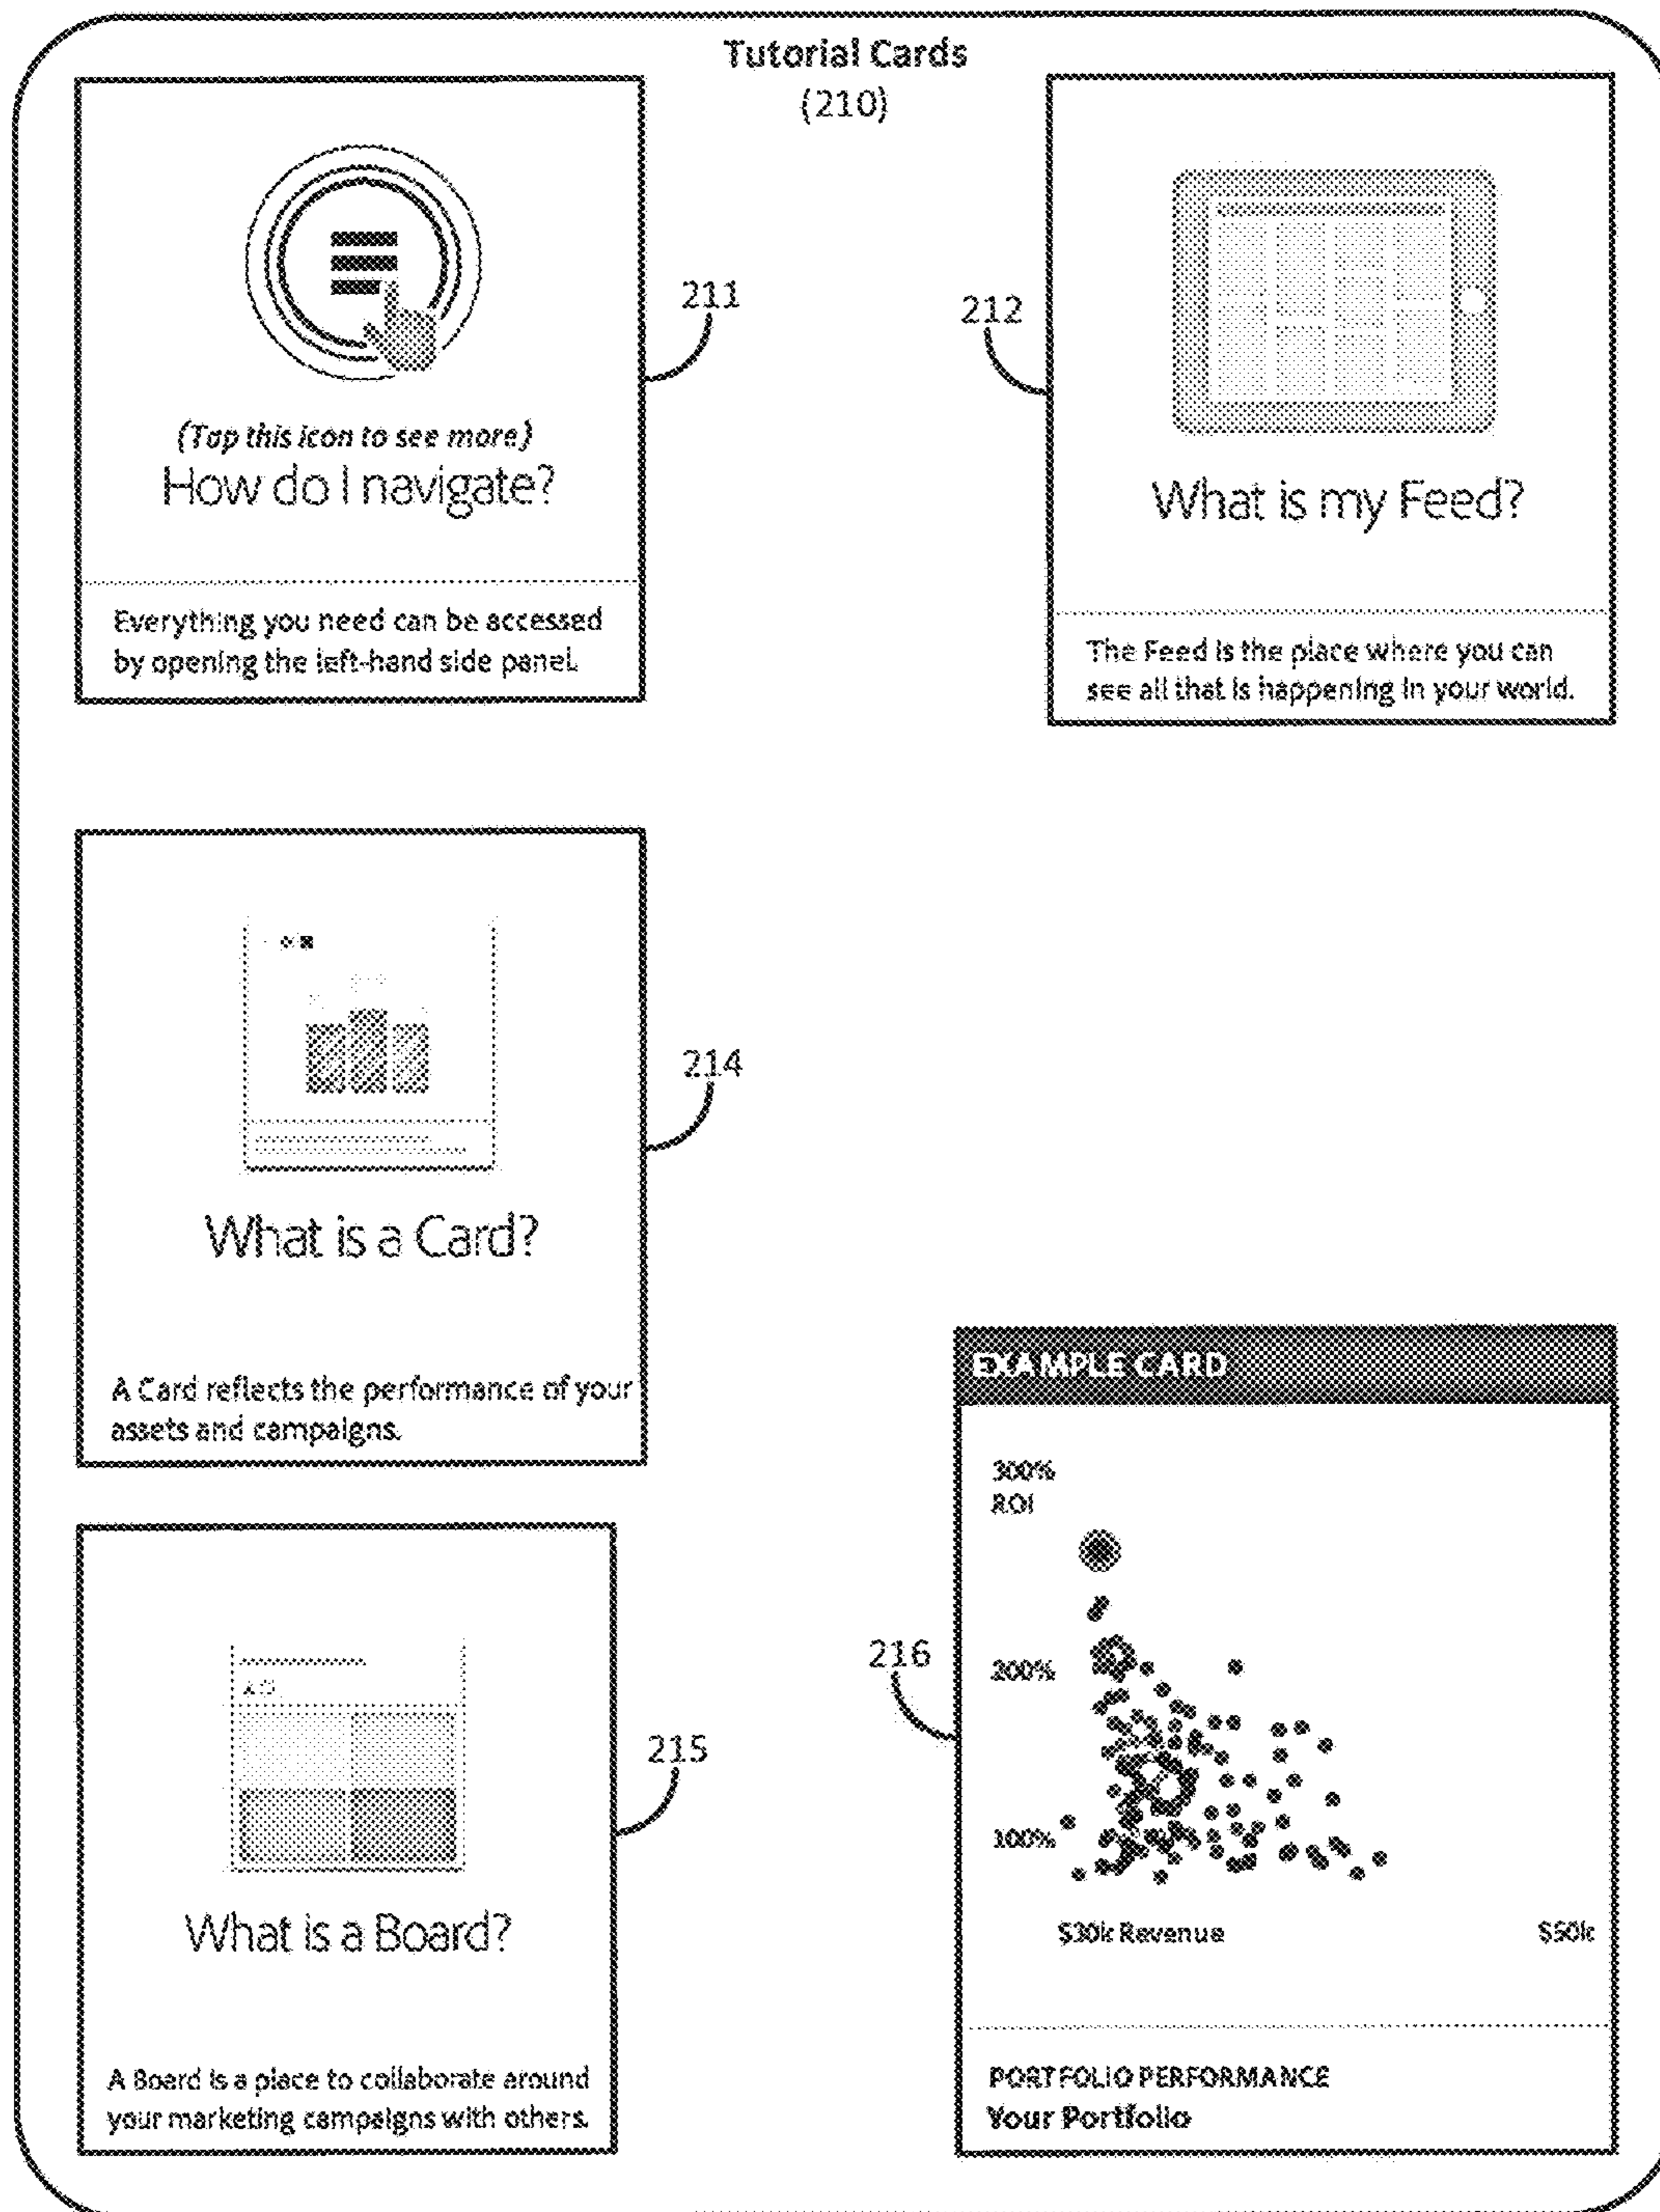 Tutorial Cards
(210)
(Tap this icon to see more)
How do I navigate?
Everything you need can be accessed
by opening the left-hand side panel.
211
212
What is my Feed?
The Feed is the place where you can
see all that is happening in your world.
What is a Card?
A Card reflects the performance of your
assets and campaigns.
214
What is a Board?
A Board is a place to collaborate around
your marketing campaigns with others.
215
216
EXAMPLE CARD
300%
ROI
200%
100%
$30k Revenue
$50k
PORTFOLIO PERFORMANCE
Your Portfolio